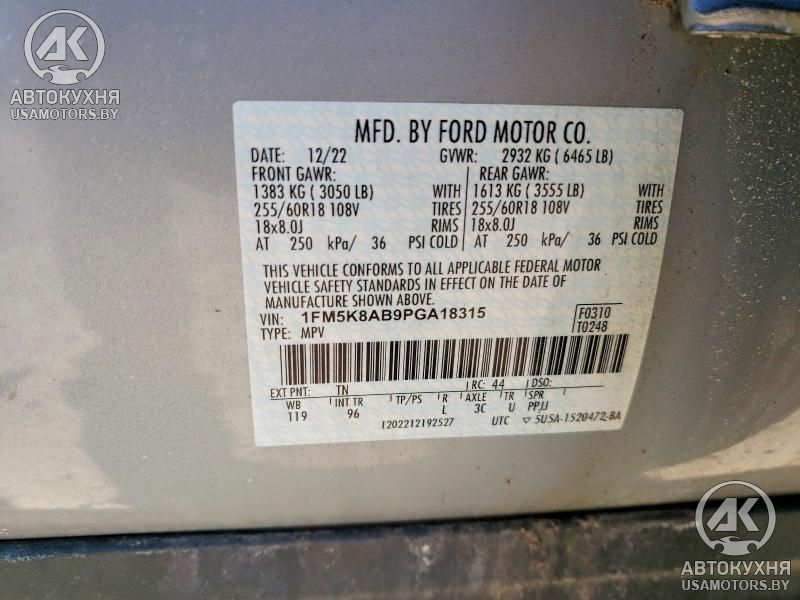 АК
АВТОКУХНЯ
USAMOTORS.BY
MFD. BY FORD MOTOR CO.
DATE: 12/22 GVWR: 2932 KG ( 6465 LB)
FRONT GAWR: REAR GAWR:
1383 KG ( 3050 LB) WITH 1613 KG ( 3555 LB) WITH
255/60R18 108V TIRES 255/60R18 108V TIRES
18x8.0J RIMS 18x8.0J RIMS
AT 250 kPa/ 36 PSI COLD AT 250 kPa/ 36 PSI COLD
THIS VEHICLE CONFORMS TO ALL APPLICABLE FEDERAL MOTOR
VEHICLE SAFETY STANDARDS IN EFFECT ON THE DATE OF
MANUFACTURE SHOWN ABOVE.
VIN: 1FM5K8AB9PGA18315 F0310
TYPE: MPV T0248
EXT PNT: TN RC: 44 DSO:
WB INT TR TP/PS R AXLE TR SPR
119 96 L 3C U PPJJ
1202212192527 UTC ▽ 5U5A-1520472-BA
АК
АВТОКУХНЯ
USAMOTORS.BY